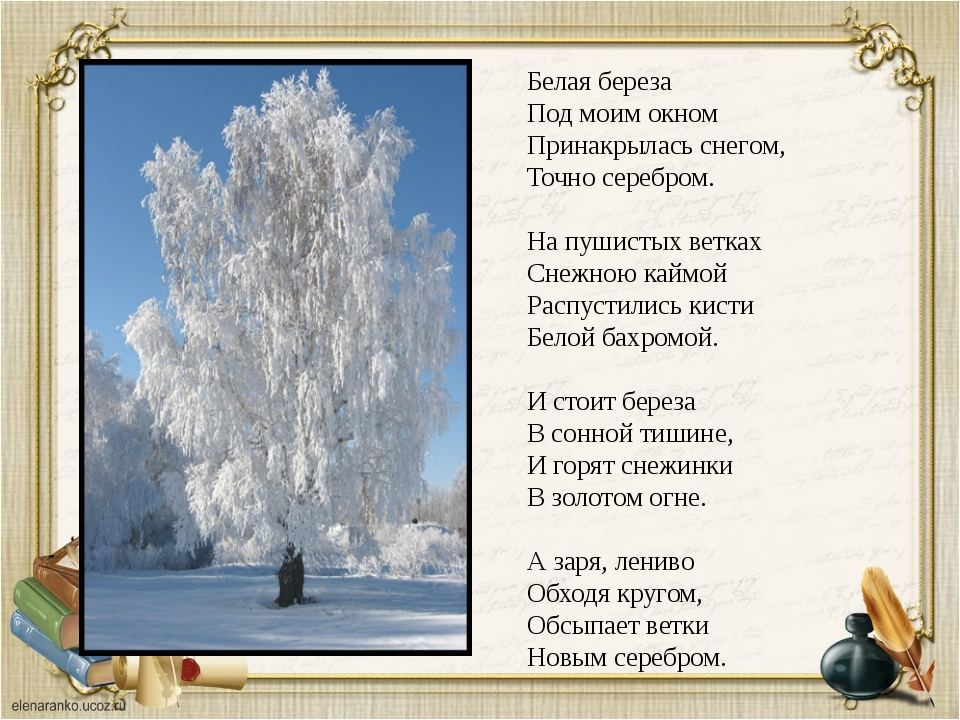 Белая береза
Под моим окном
Принакрылась снегом,
Точно серебром.
На пушистых ветках
Снежною каймой
Распустились кисти
Белой бахромой.
И стоит береза
В сонной тишине,
И горят снежинки
В золотом огне.
А заря, лениво
Обходя кругом,
Обсыпает ветки
Новым серебром.
elenaranko.ucoz.ru